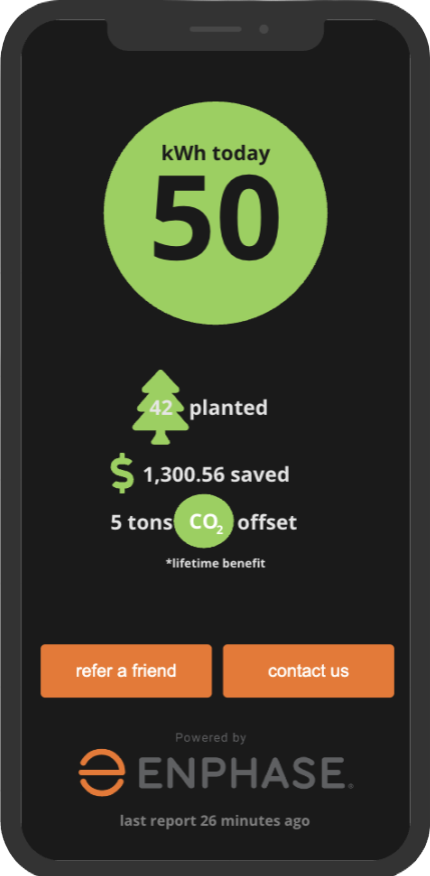 kWh today
50
42 planted
$ 1,300.56 saved
5 tons CO₂ offset
*lifetime benefit
refer a friend contact us
Powered by
ENPHASE.
last report 26 minutes ago